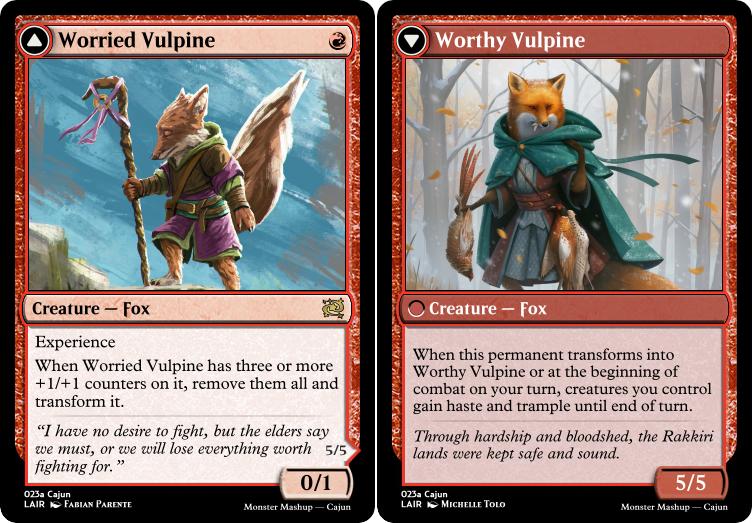 Worried Vulpine
Creature — Fox
Experience
When Worried Vulpine has three or more
+1/+1 counters on it, remove them all and
transform it.
“I have no desire to fight, but the elders say
we must, or we will lose everything worth
fighting for.”
5/5
0/1
023a Cajun
LAIR Fabian Parente
Monster Mashup — Cajun
Worthy Vulpine
Creature — Fox
When this permanent transforms into
Worthy Vulpine or at the beginning of
combat on your turn, creatures you control
gain haste and trample until end of turn.
Through hardship and bloodshed, the Rakkiri
lands were kept safe and sound.
5/5
023a Cajun
LAIR Michelle Tolo
Monster Mashup — Cajun